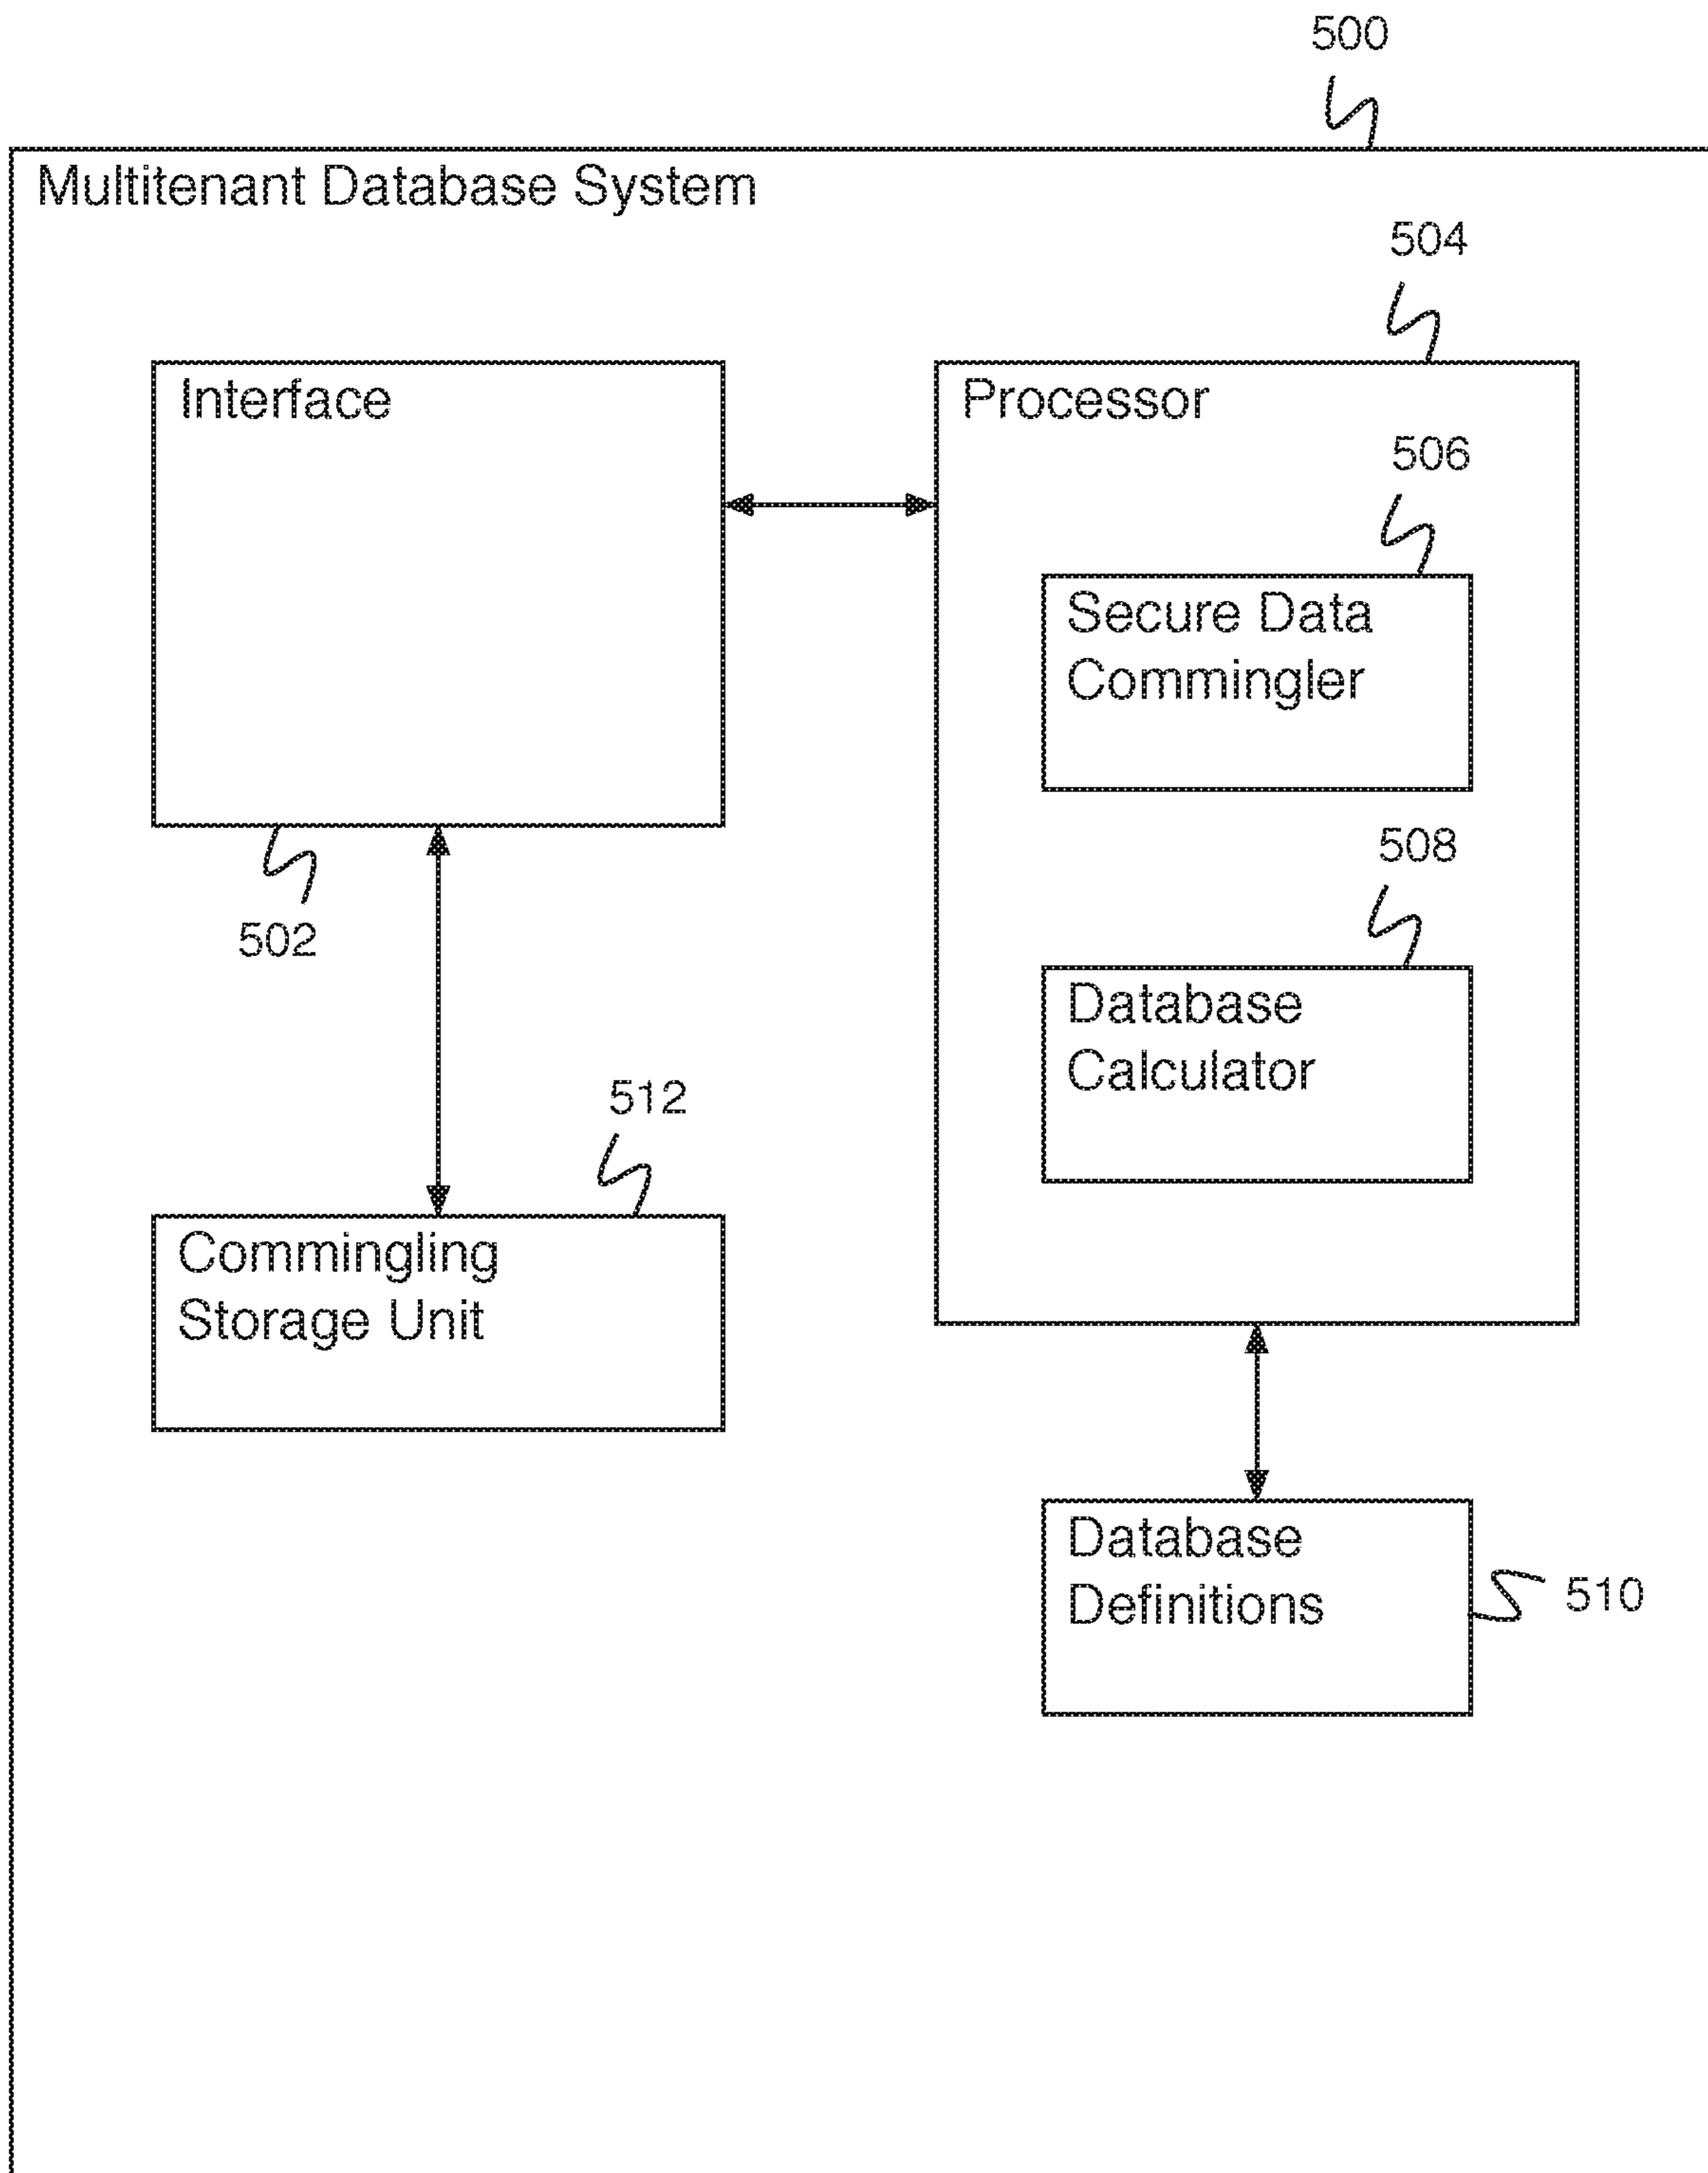 500
Multitenant Database System
504
Interface
Processor
506
Secure Data
Commingler
508
502
Database
Calculator
512
Commingling
Storage Unit
Database
Definitions
510